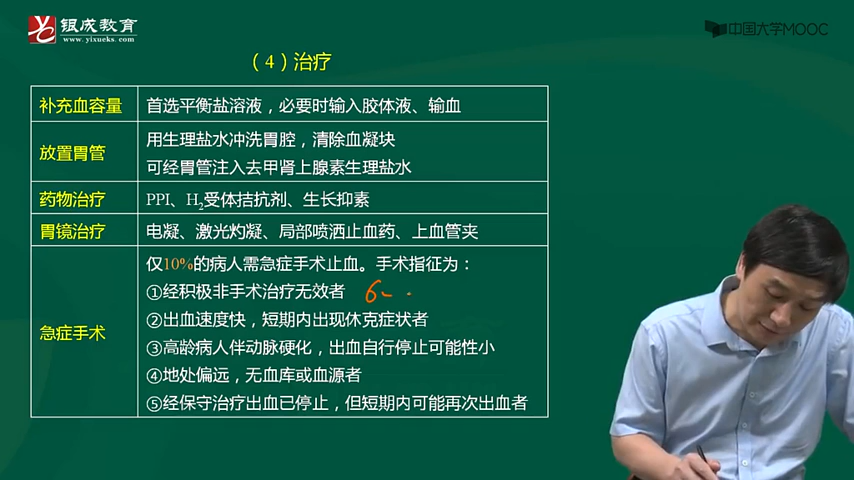 银成教育
www.yixueks.com
中国大学MOOC
（4）治疗
补充血容量 首选平衡盐溶液，必要时输入胶体液、输血
放置胃管 用生理盐水冲洗胃腔，清除血凝块
可经胃管注入去甲肾上腺素生理盐水
药物治疗 PPI、H2受体拮抗剂、生长抑素
胃镜治疗 电凝、激光灼凝、局部喷洒止血药、上血管夹
急症手术 仅10%的病人需急症手术止血。手术指征为：
①经积极非手术治疗无效者 6-
②出血速度快，短期内出现休克症状者
③高龄病人伴动脉硬化，出血自行停止可能性小
④地处偏远，无血库或血源者
⑤经保守治疗出血已停止，但短期内可能再次出血者